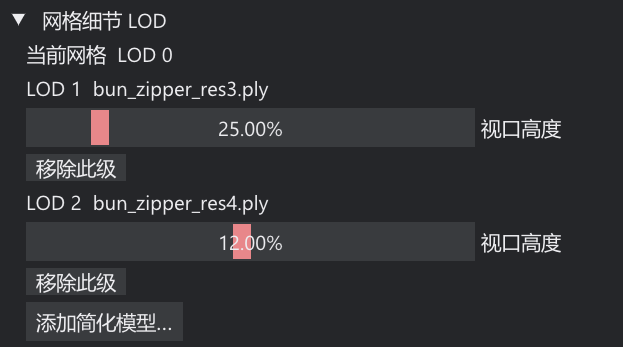 网格细节 LOD
当前网格 LOD 0
LOD 1 bun_zipper_res3.ply
25.00% 视口高度
移除此级
LOD 2 bun_zipper_res4.ply
12.00% 视口高度
移除此级
添加简化模型...